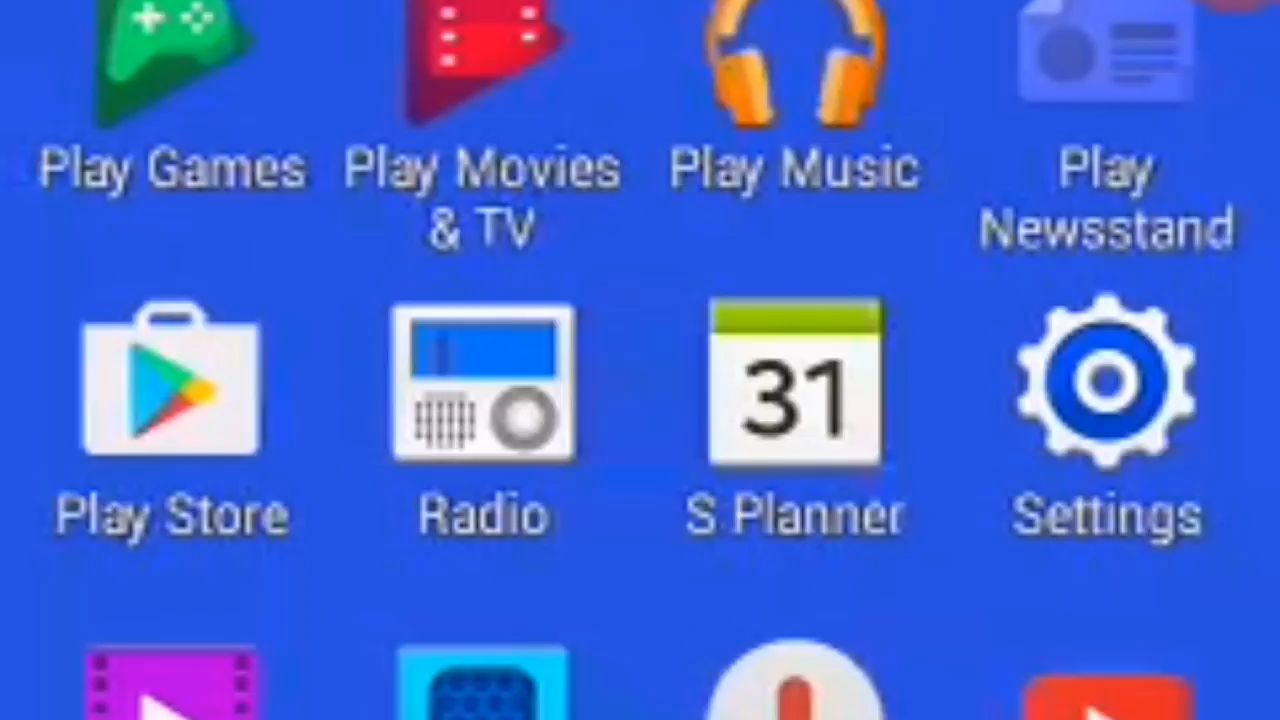 Play Games
Play Movies
& TV
Play Music
Play
Newsstand
31
Play Store
Radio
S Planner
Settings